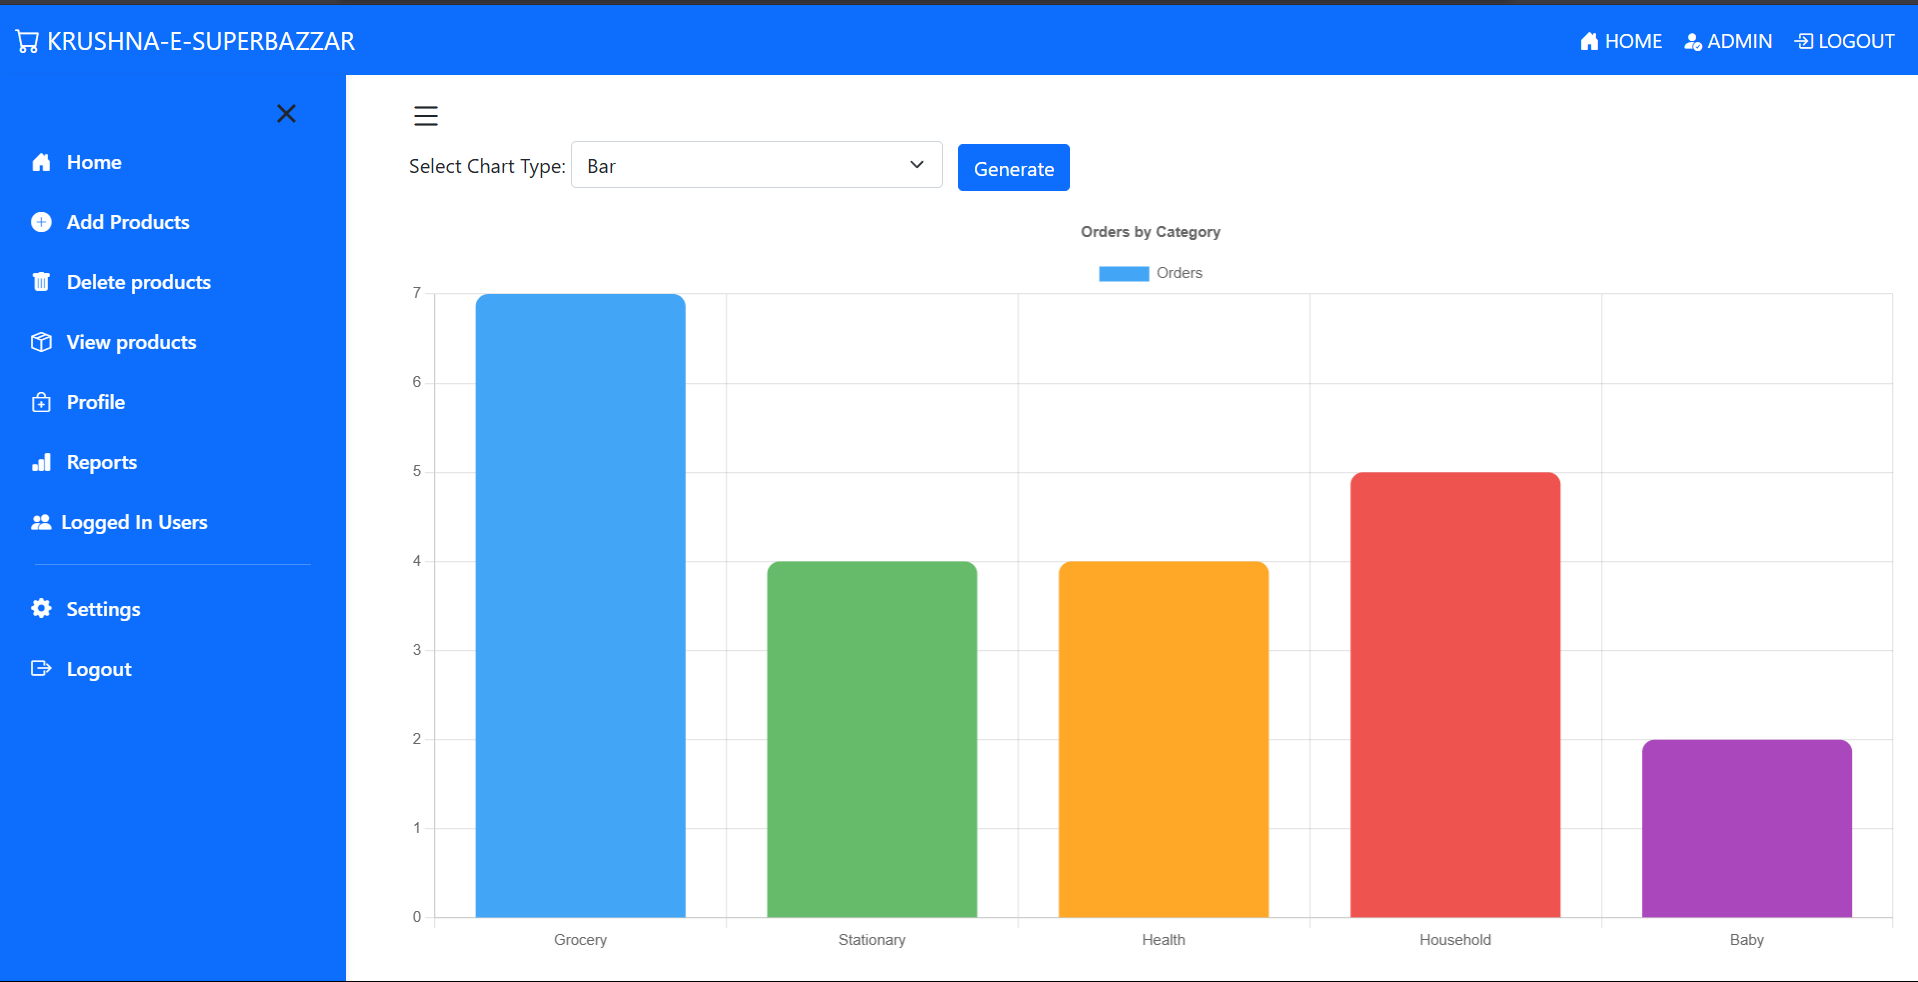 KRUSHNA-E-SUPERBAZZAR
HOME ADMIN LOGOUT
Home
Add Products
Delete products
View products
Profile
Reports
Logged In Users
Settings
Logout
Select Chart Type: Bar Generate
Orders by Category
Orders
7
6
5
4
3
2
1
0
Grocery Stationary Health Household Baby